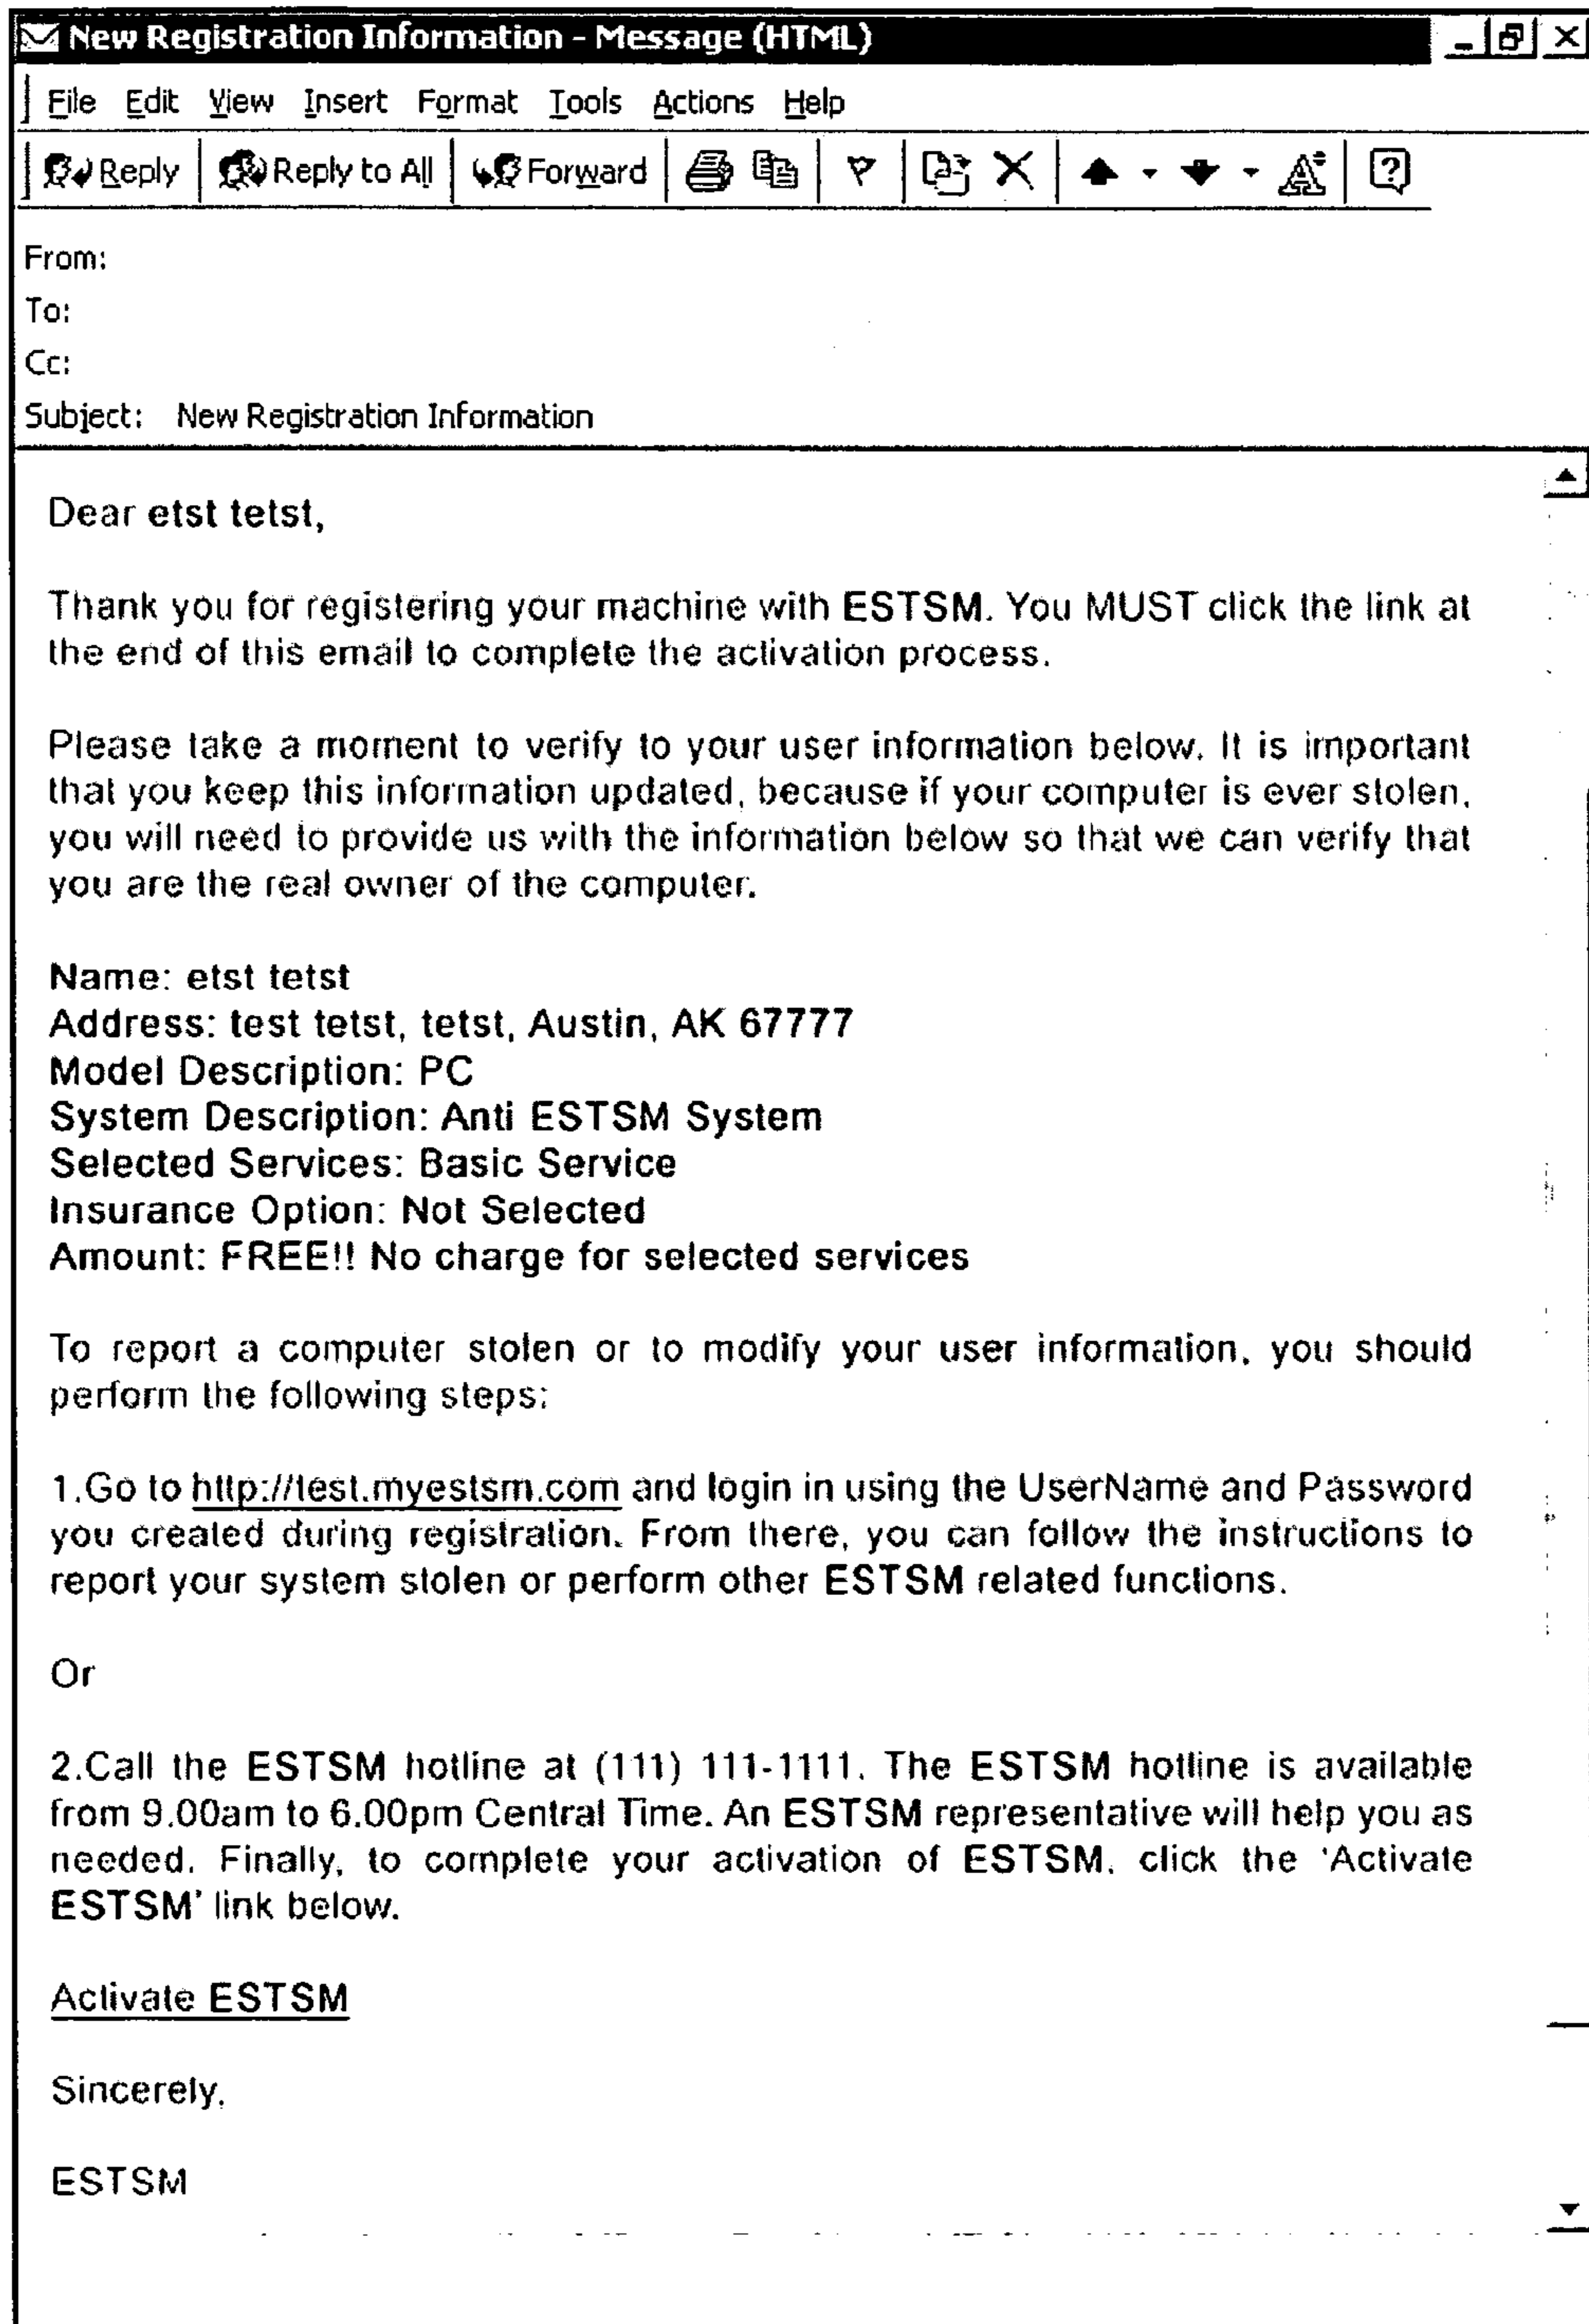 New Registration Information - Message (HTML)
File Edit View Insert Format Tools Actions Help
Reply Reply to All Forward
From:
To:
Cc:
Subject: New Registration Information
Dear etst tetst,
Thank you for registering your machine with ESTSM. You MUST click the link at
the end of this email to complete the activation process.
Please take a moment to verify to your user information below. It is important
that you keep this information updated, because if your computer is ever stolen,
you will need to provide us with the information below so that we can verify that
you are the real owner of the computer.
Name: etst tetst
Address: test tetst, tetst, Austin, AK 67777
Model Description: PC
System Description: Anti ESTSM System
Selected Services: Basic Service
Insurance Option: Not Selected
Amount: FREE!! No charge for selected services
To report a computer stolen or to modify your user information, you should
perform the following steps:
1.Go to http://test.myestsm.com and login in using the UserName and Password
you created during registration. From there, you can follow the instructions to
report your system stolen or perform other ESTSM related functions.
Or
2.Call the ESTSM hotline at (111) 111-1111. The ESTSM hotline is available
from 9.00am to 6.00pm Central Time. An ESTSM representative will help you as
needed. Finally, to complete your activation of ESTSM, click the 'Activate
ESTSM' link below.
Activate ESTSM
Sincerely,
ESTSM